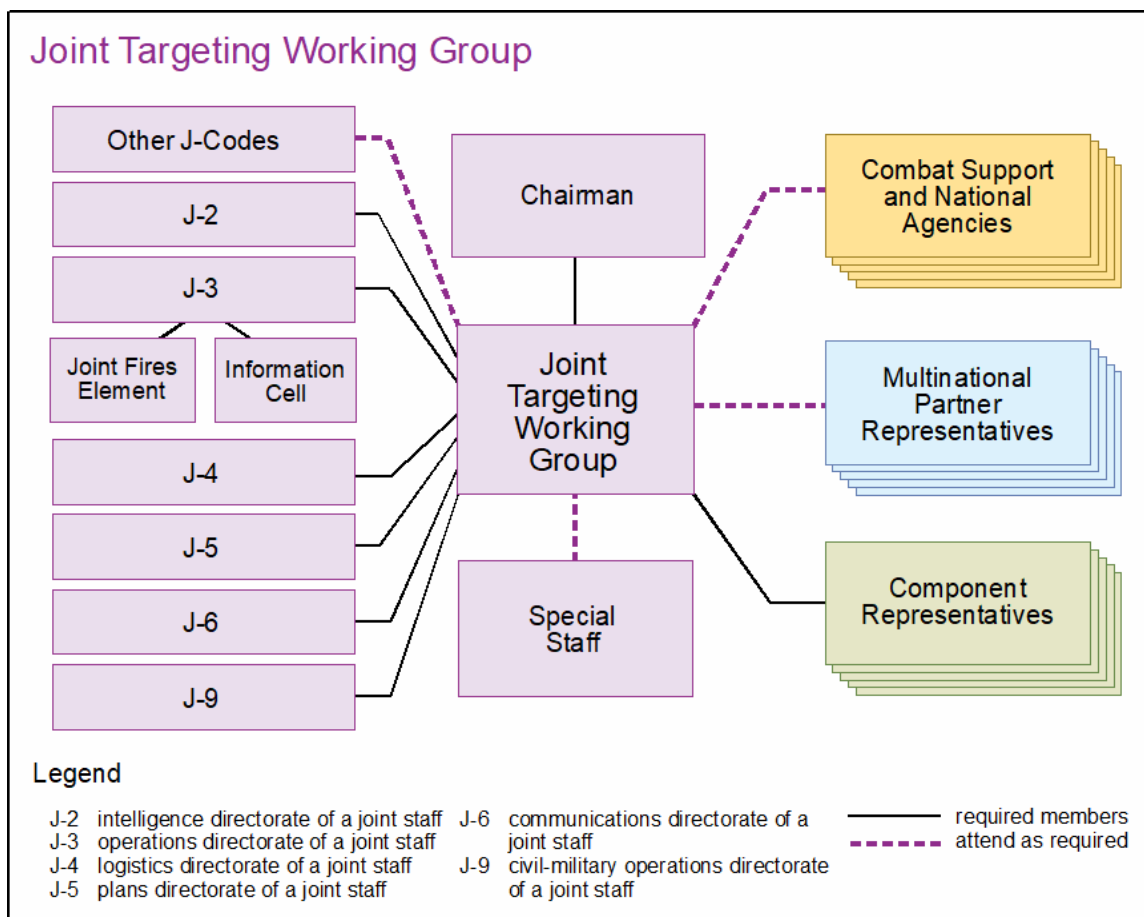 Joint Targeting Working Group
Other J-Codes
J-2
J-3
Joint Fires
Element
Information
Cell
J-4
J-5
J-6
J-9
Chairman
Joint
Targeting
Working
Group
Special
Staff
Combat Support
and National
Agencies
Multinational
Partner
Representatives
Component
Representatives
Legend
J-2 intelligence directorate of a joint staff
J-3 operations directorate of a joint staff
J-4 logistics directorate of a joint staff
J-5 plans directorate of a joint staff
J-6 communications directorate of a
joint staff
J-9 civil-military operations directorate
of a joint staff
required members
attend as required